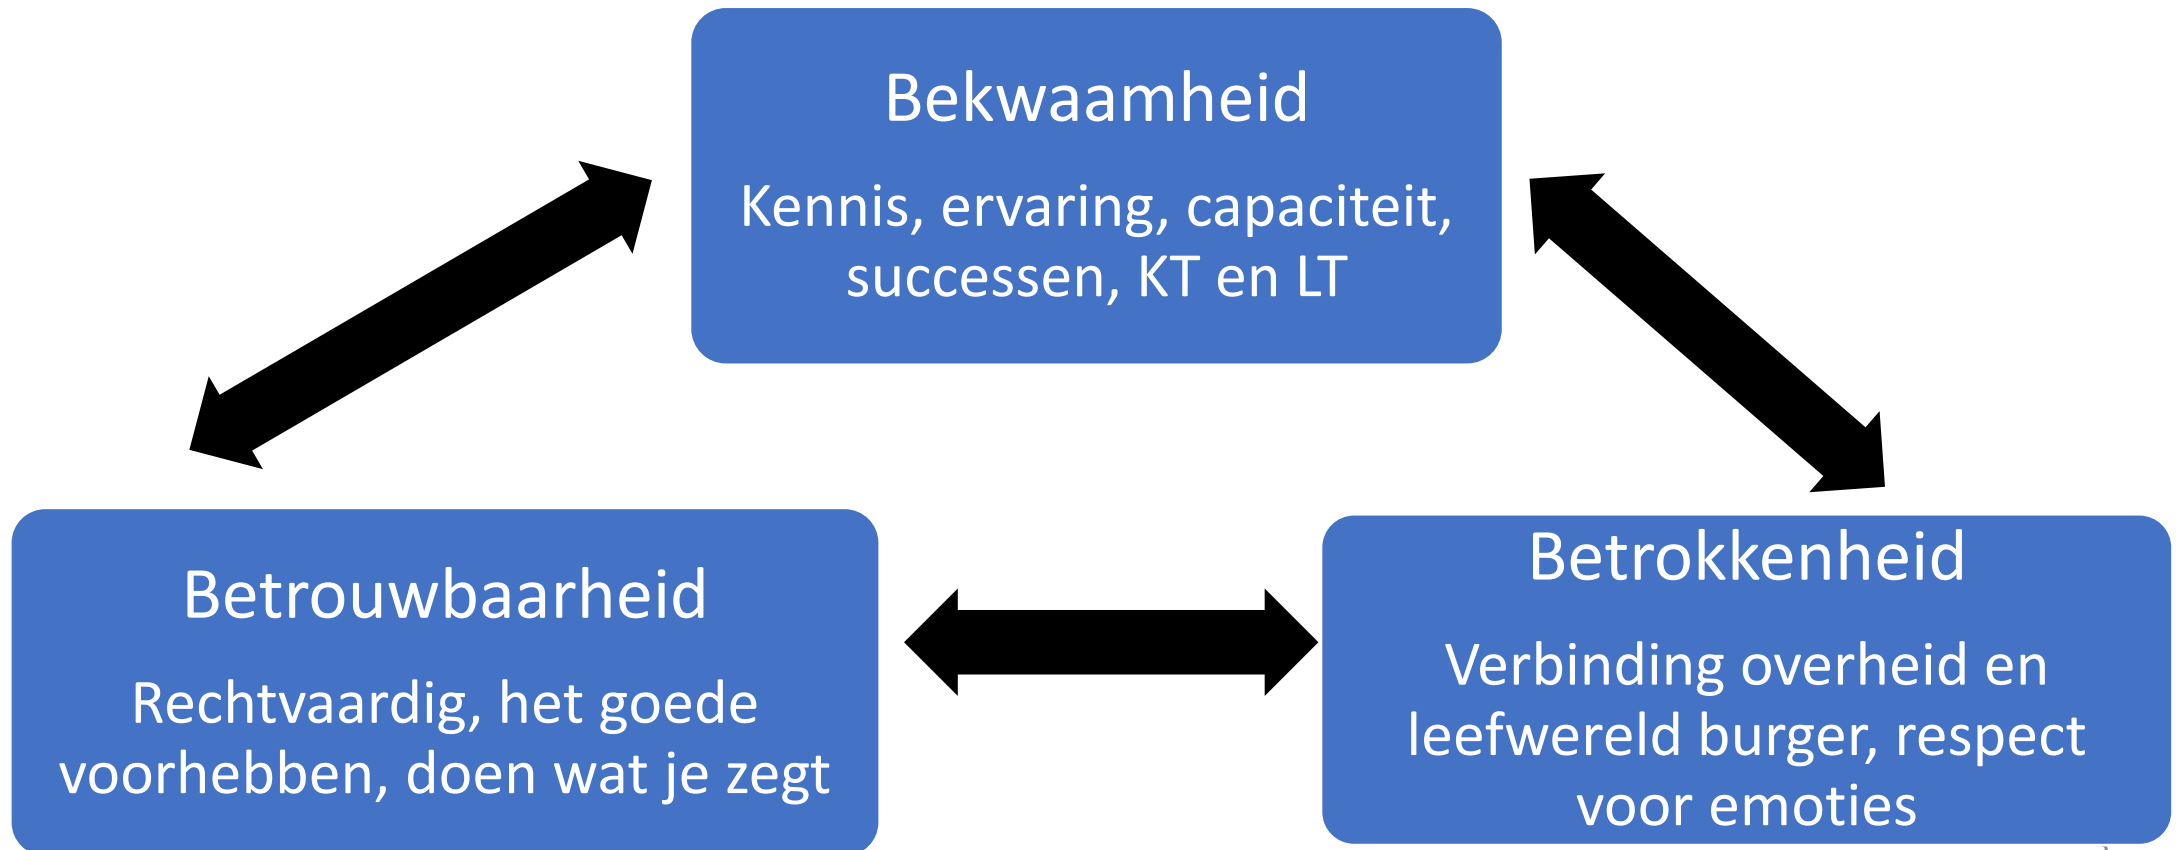 Bekwaamheid
Kennis, ervaring, capaciteit,
successen, KT en LT
Betrouwbaarheid
Rechtvaardig, het goede
voorhebben, doen wat je zegt
Betrokkenheid
Verbinding overheid en
leefwereld burger, respect
voor emoties